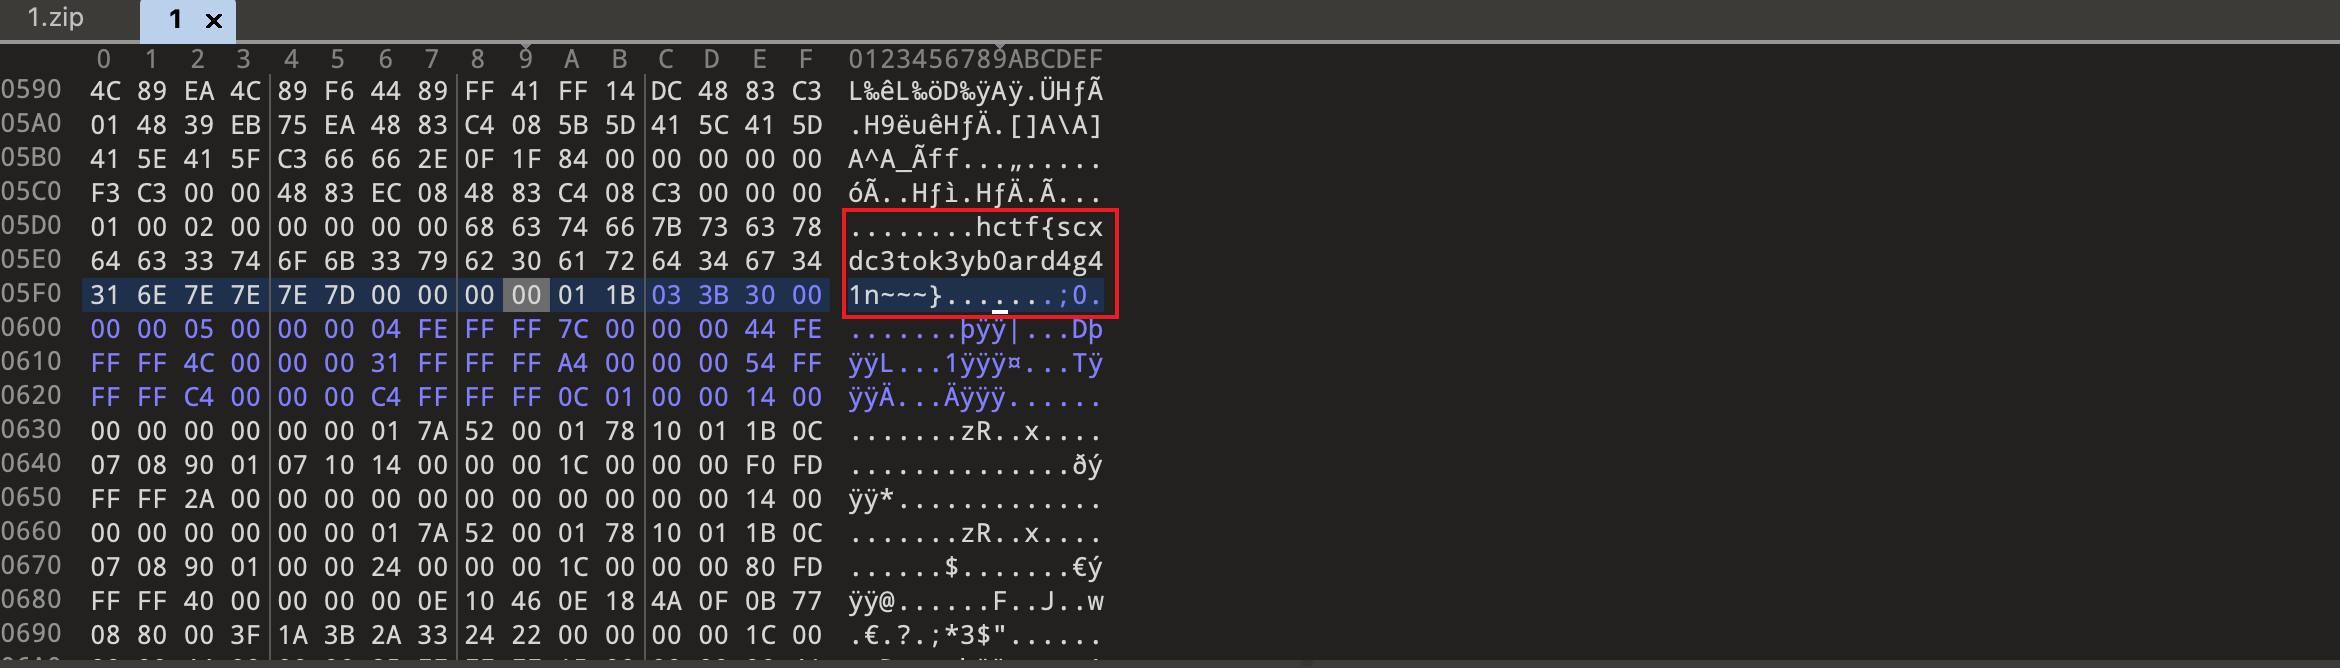 1.zip
1 ×
0 1 2 3 4 5 6 7 8 9 A B C D E F 0123456789ABCDEF
0590 4C 89 EA 4C 89 F6 44 89 FF 41 FF 14 DC 48 83 C3 L‰êL‰öD‰ÿAÿ.ÜHƒÃ
05A0 01 48 39 EB 75 EA 48 83 C4 08 5B 5D 41 5C 41 5D .H9ëuêHƒÄ.[]A\A]
05B0 41 5E 41 5F C3 66 66 2E 0F 1F 84 00 00 00 00 00 A^A_Ãff...„.....
05C0 F3 C3 00 00 48 83 EC 08 48 83 C4 08 C3 00 00 00 óÃ..Hƒì.HƒÄ.Ã...
05D0 01 00 02 00 00 00 00 00 68 63 74 66 7B 73 63 78 ........hctf{scx
05E0 64 63 33 74 6F 6B 33 79 62 30 61 72 64 34 67 34 dc3tok3yb0ard4g4
05F0 31 6E 7E 7E 7E 7D 00 00 00 00 01 1B 03 3B 30 00 1n~~~}.......;0.
0600 00 00 05 00 00 00 04 FE FF FF 7C 00 00 00 44 FE .......þÿÿ|...Dþ
0610 FF FF 4C 00 00 00 31 FF FF FF A4 00 00 00 54 FF ÿÿL...1ÿÿÿ¤...Tÿ
0620 FF FF C4 00 00 00 C4 FF FF FF 0C 01 00 00 14 00 ÿÿÄ...Äÿÿÿ......
0630 00 00 00 00 00 00 01 7A 52 00 01 78 10 01 1B 0C .......zR..x....
0640 07 08 90 01 07 10 14 00 00 00 1C 00 00 00 F0 FD ..............ðý
0650 FF FF 2A 00 00 00 00 00 00 00 00 00 00 00 14 00 ÿÿ*.............
0660 00 00 00 00 00 00 01 7A 52 00 01 78 10 01 1B 0C .......zR..x....
0670 07 08 90 01 00 00 24 00 00 00 1C 00 00 00 80 FD ......$.......€ý
0680 FF FF 40 00 00 00 00 0E 10 46 0E 18 4A 0F 0B 77 ÿÿ@......F..J..w
0690 08 80 00 3F 1A 3B 2A 33 24 22 00 00 00 00 1C 00 .€.?.;*3$"......